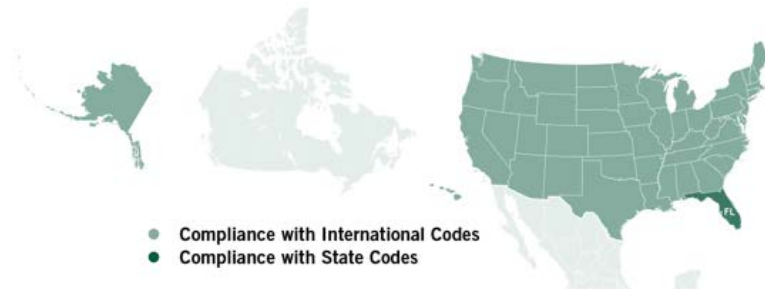 FL
Compliance with International Codes
Compliance with State Codes